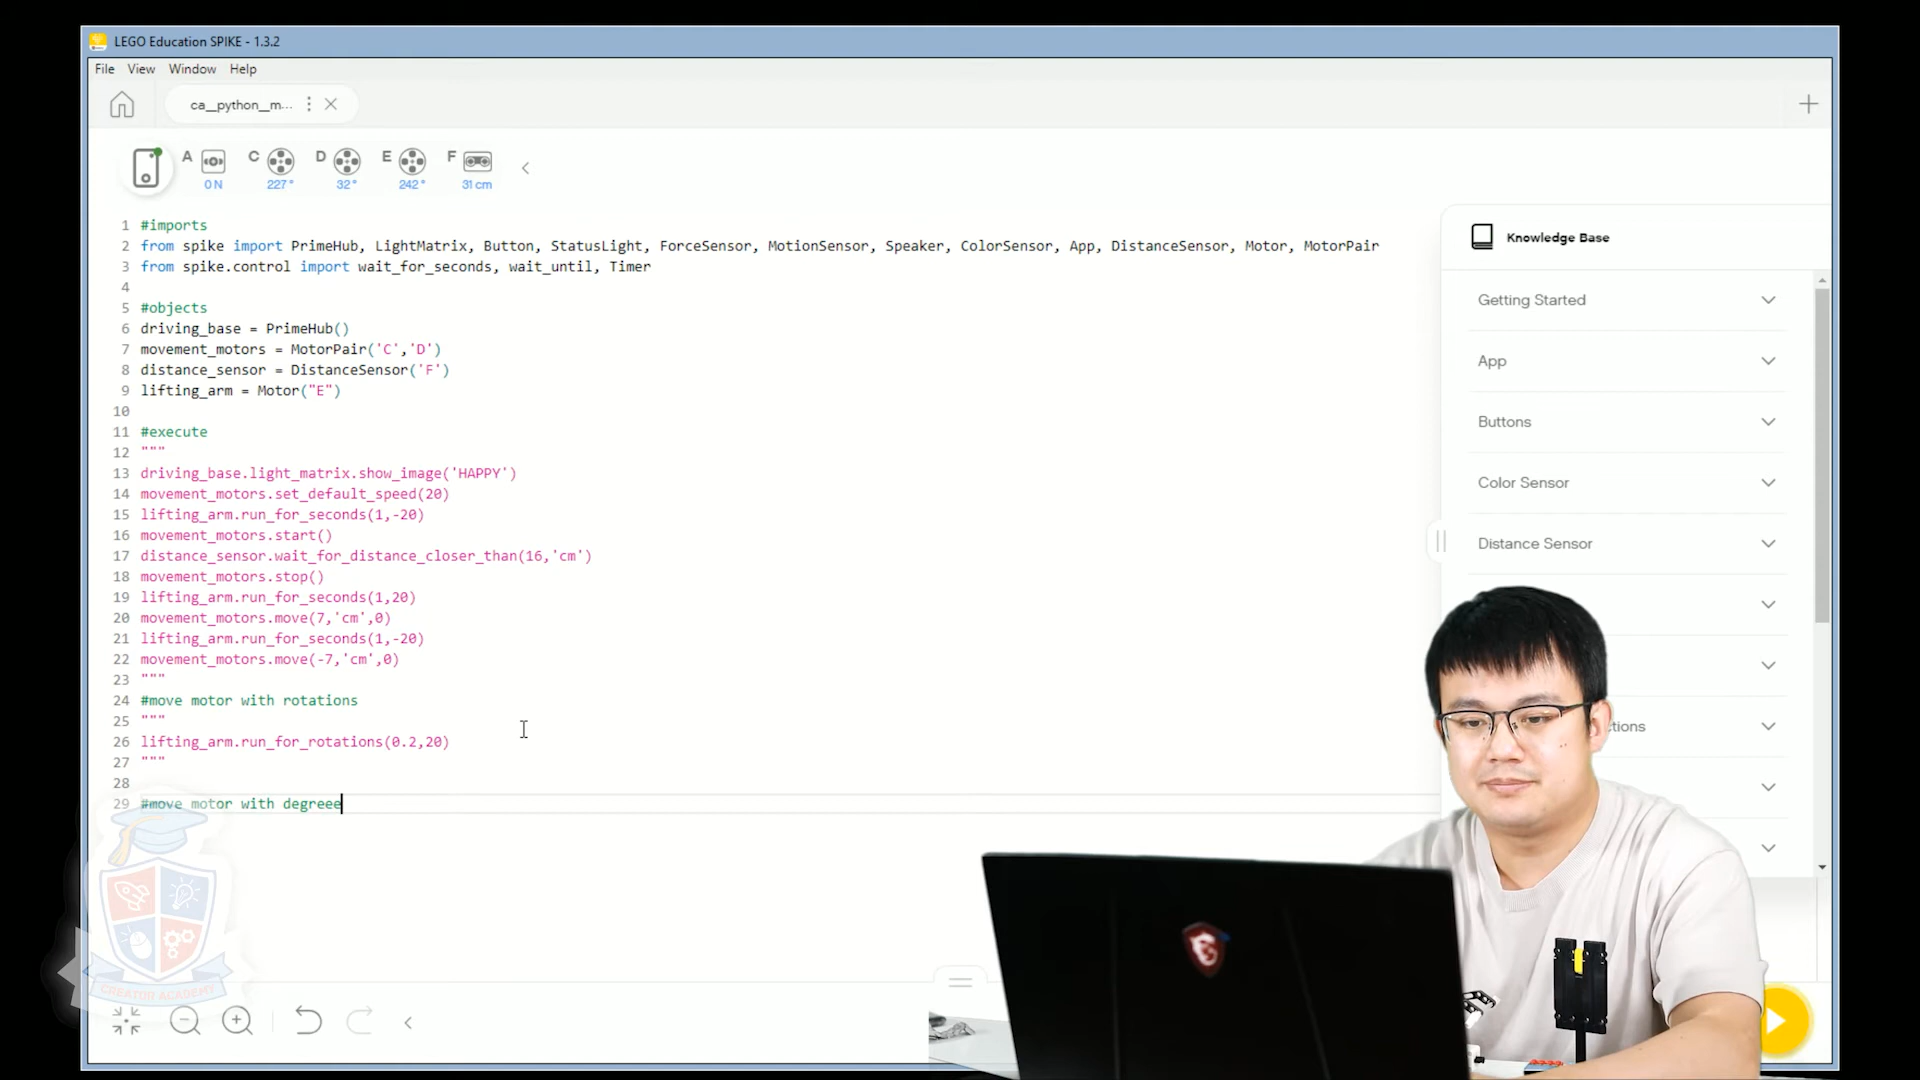 LEGO Education SPIKE - 1.3.2
File View Window Help
ca__python__m...
A C D E F
0 N 227° 32° 242° 31 cm
1 #imports
2 from spike import PrimeHub, LightMatrix, Button, StatusLight, ForceSensor, MotionSensor, Speaker, ColorSensor, App, DistanceSensor, Motor, MotorPair
3 from spike.control import wait_for_seconds, wait_until, Timer
4
5 #objects
6 driving_base = PrimeHub()
7 movement_motors = MotorPair('C','D')
8 distance_sensor = DistanceSensor('F')
9 lifting_arm = Motor("E")
10
11 #execute
12 """
13 driving_base.light_matrix.show_image('HAPPY')
14 movement_motors.set_default_speed(20)
15 lifting_arm.run_for_seconds(1,-20)
16 movement_motors.start()
17 distance_sensor.wait_for_distance_closer_than(16,'cm')
18 movement_motors.stop()
19 lifting_arm.run_for_seconds(1,20)
20 movement_motors.move(7,'cm',0)
21 lifting_arm.run_for_seconds(1,-20)
22 movement_motors.move(-7,'cm',0)
23 """
24 #move motor with rotations
25 """
26 lifting_arm.run_for_rotations(0.2,20)
27 """
28
29 #move motor with degreee
Knowledge Base
Getting Started
App
Buttons
Color Sensor
Distance Sensor
tions
CREATOR ACADEMY